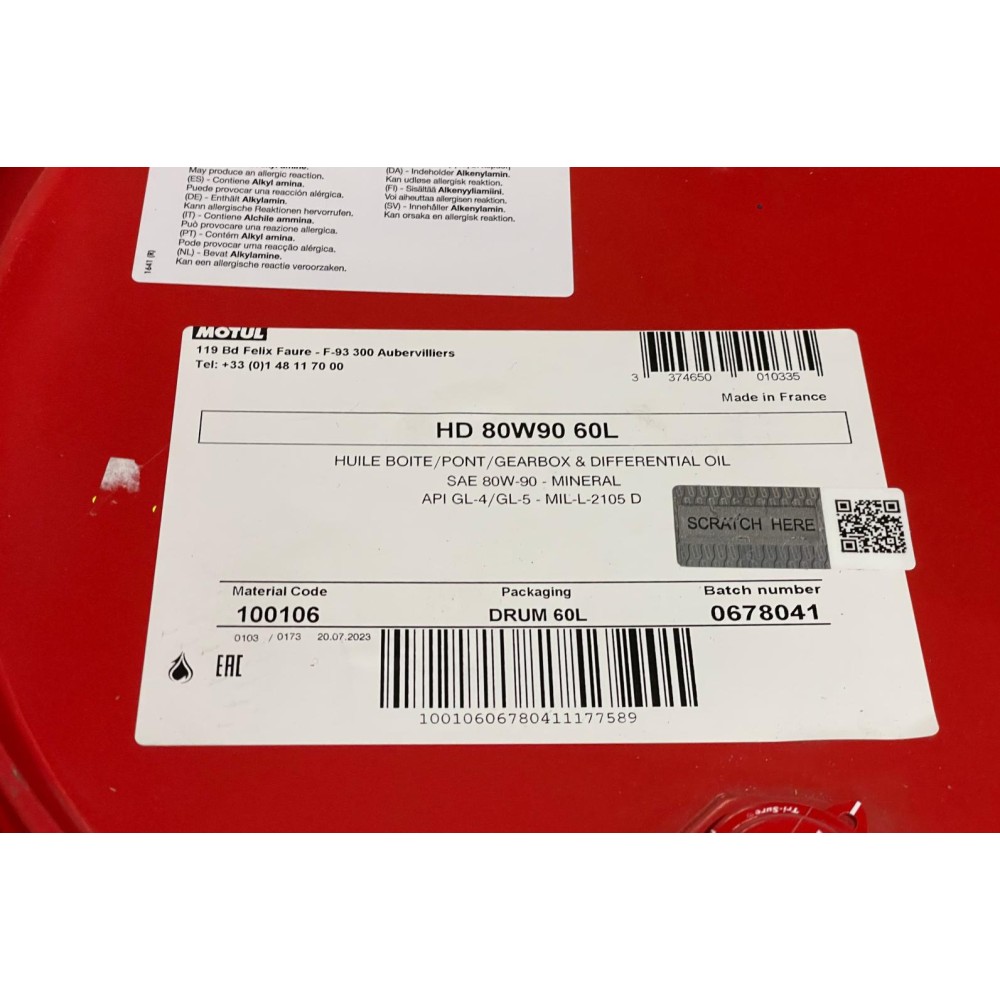 May produce an allergic reaction.
(ES) - Contiene Alkyl amina.
Puede provocar una reacción alérgica.
(DE) - Enthält Alkylamin.
Kann allergische Reaktionen hervorrufen.
(IT) - Contiene Alchile ammina.
Può provocare una reazione allergica.
(PT) - Contém Alkyl amina.
Pode provocar uma reacção alérgica.
(NL) - Bevat Alkylamine.
Kan een allergische reactie veroorzaken.
(DA) - Indeholder Alkenylamin.
Kan udløse allergisk reaktion.
(FI) - Sisältää Alkenyyliamiini.
Voi aiheuttaa allergisen reaktion.
(SV) - Innehåller Alkenylamin.
Kan orsaka en allergisk reaktion.
1641 (R)
MOTUL
119 Bd Felix Faure - F-93 300 Aubervilliers
Tel: +33 (0)1 48 11 70 00
3 374650 010335
Made in France
HD 80W90 60L
HUILE BOITE/PONT/GEARBOX & DIFFERENTIAL OIL
SAE 80W-90 - MINERAL
API GL-4/GL-5 - MIL-L-2105 D
SCRATCH HERE
Material Code Packaging Batch number
100106 DRUM 60L 0678041
0103 / 0173 20.07.2023
EAC
10010606780411177589
Tri-Sure